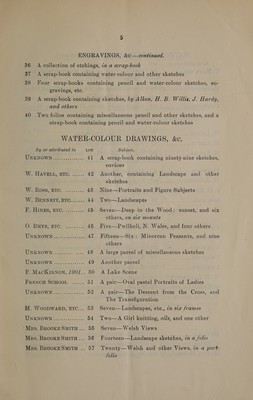 5
ENGRAVINGS, &c.—continued.
36 A collection of etchings, in a scrap-book
37 A scrap-book containing water-colour and other sketches
38 Four scrap-books containing pencil and water-colour sketches, en-
gravings, etc.
39 A scrap-book containing sketches, by Alken, H. B. Willis, J. Hardy,
and others
40 Two folios containing miscellaneous pencil and other sketches, and a
scrap-book containing pencil and water-colour sketches
WATER-COLOUR DRAWINGS, &c.
By or attributed to Lot Subject.
UNKNOWN 41 A scrap-book containing ninety-nine sketches,
various
W. HAVELL, ETC. 42 Another, containing Landscape and other
sketches
W. ROSS, ETC. 43 Nine—Portraits and Figure Subjects
W. BENNETT, ETC. 44 Two—Landscapes
F. HINES, ETC. 45 Seven—Deep in the Wood: sunset, and six
others, on six mounts
O. EMES, ETC. 46 Five—Pwllheli, N. Wales, and four others
UNKNOWN 47 Fifteen—Six: Minorcan Peasants, and nine
others
UNKNOWN 48 A large parcel of miscellaneous sketches
UNKNOWN 49 Another parcel
F. MACKINNON, 1901 50 A Lake Scene
FRENCH SCHOOL 51 A pair—Oval pastel Portraits of Ladies
UNKNOWN 52 A pair—The Descent from the Cross, and
The Transfiguration
M. WOODWARD, ETC. 53 Seven—Landscapes, etc., in six frames
UNKNOWN 54 Two—A Girl knitting, oils, and one other
MRS. BROOKE SMITH 55 Seven—Welsh Views
MRS. BROOKE SMITH 56 Fourteen—Landscape sketches, in a folio
MRS. BROOKE SMITH 57 Twenty—Welsh and other Views, in a port-
folio